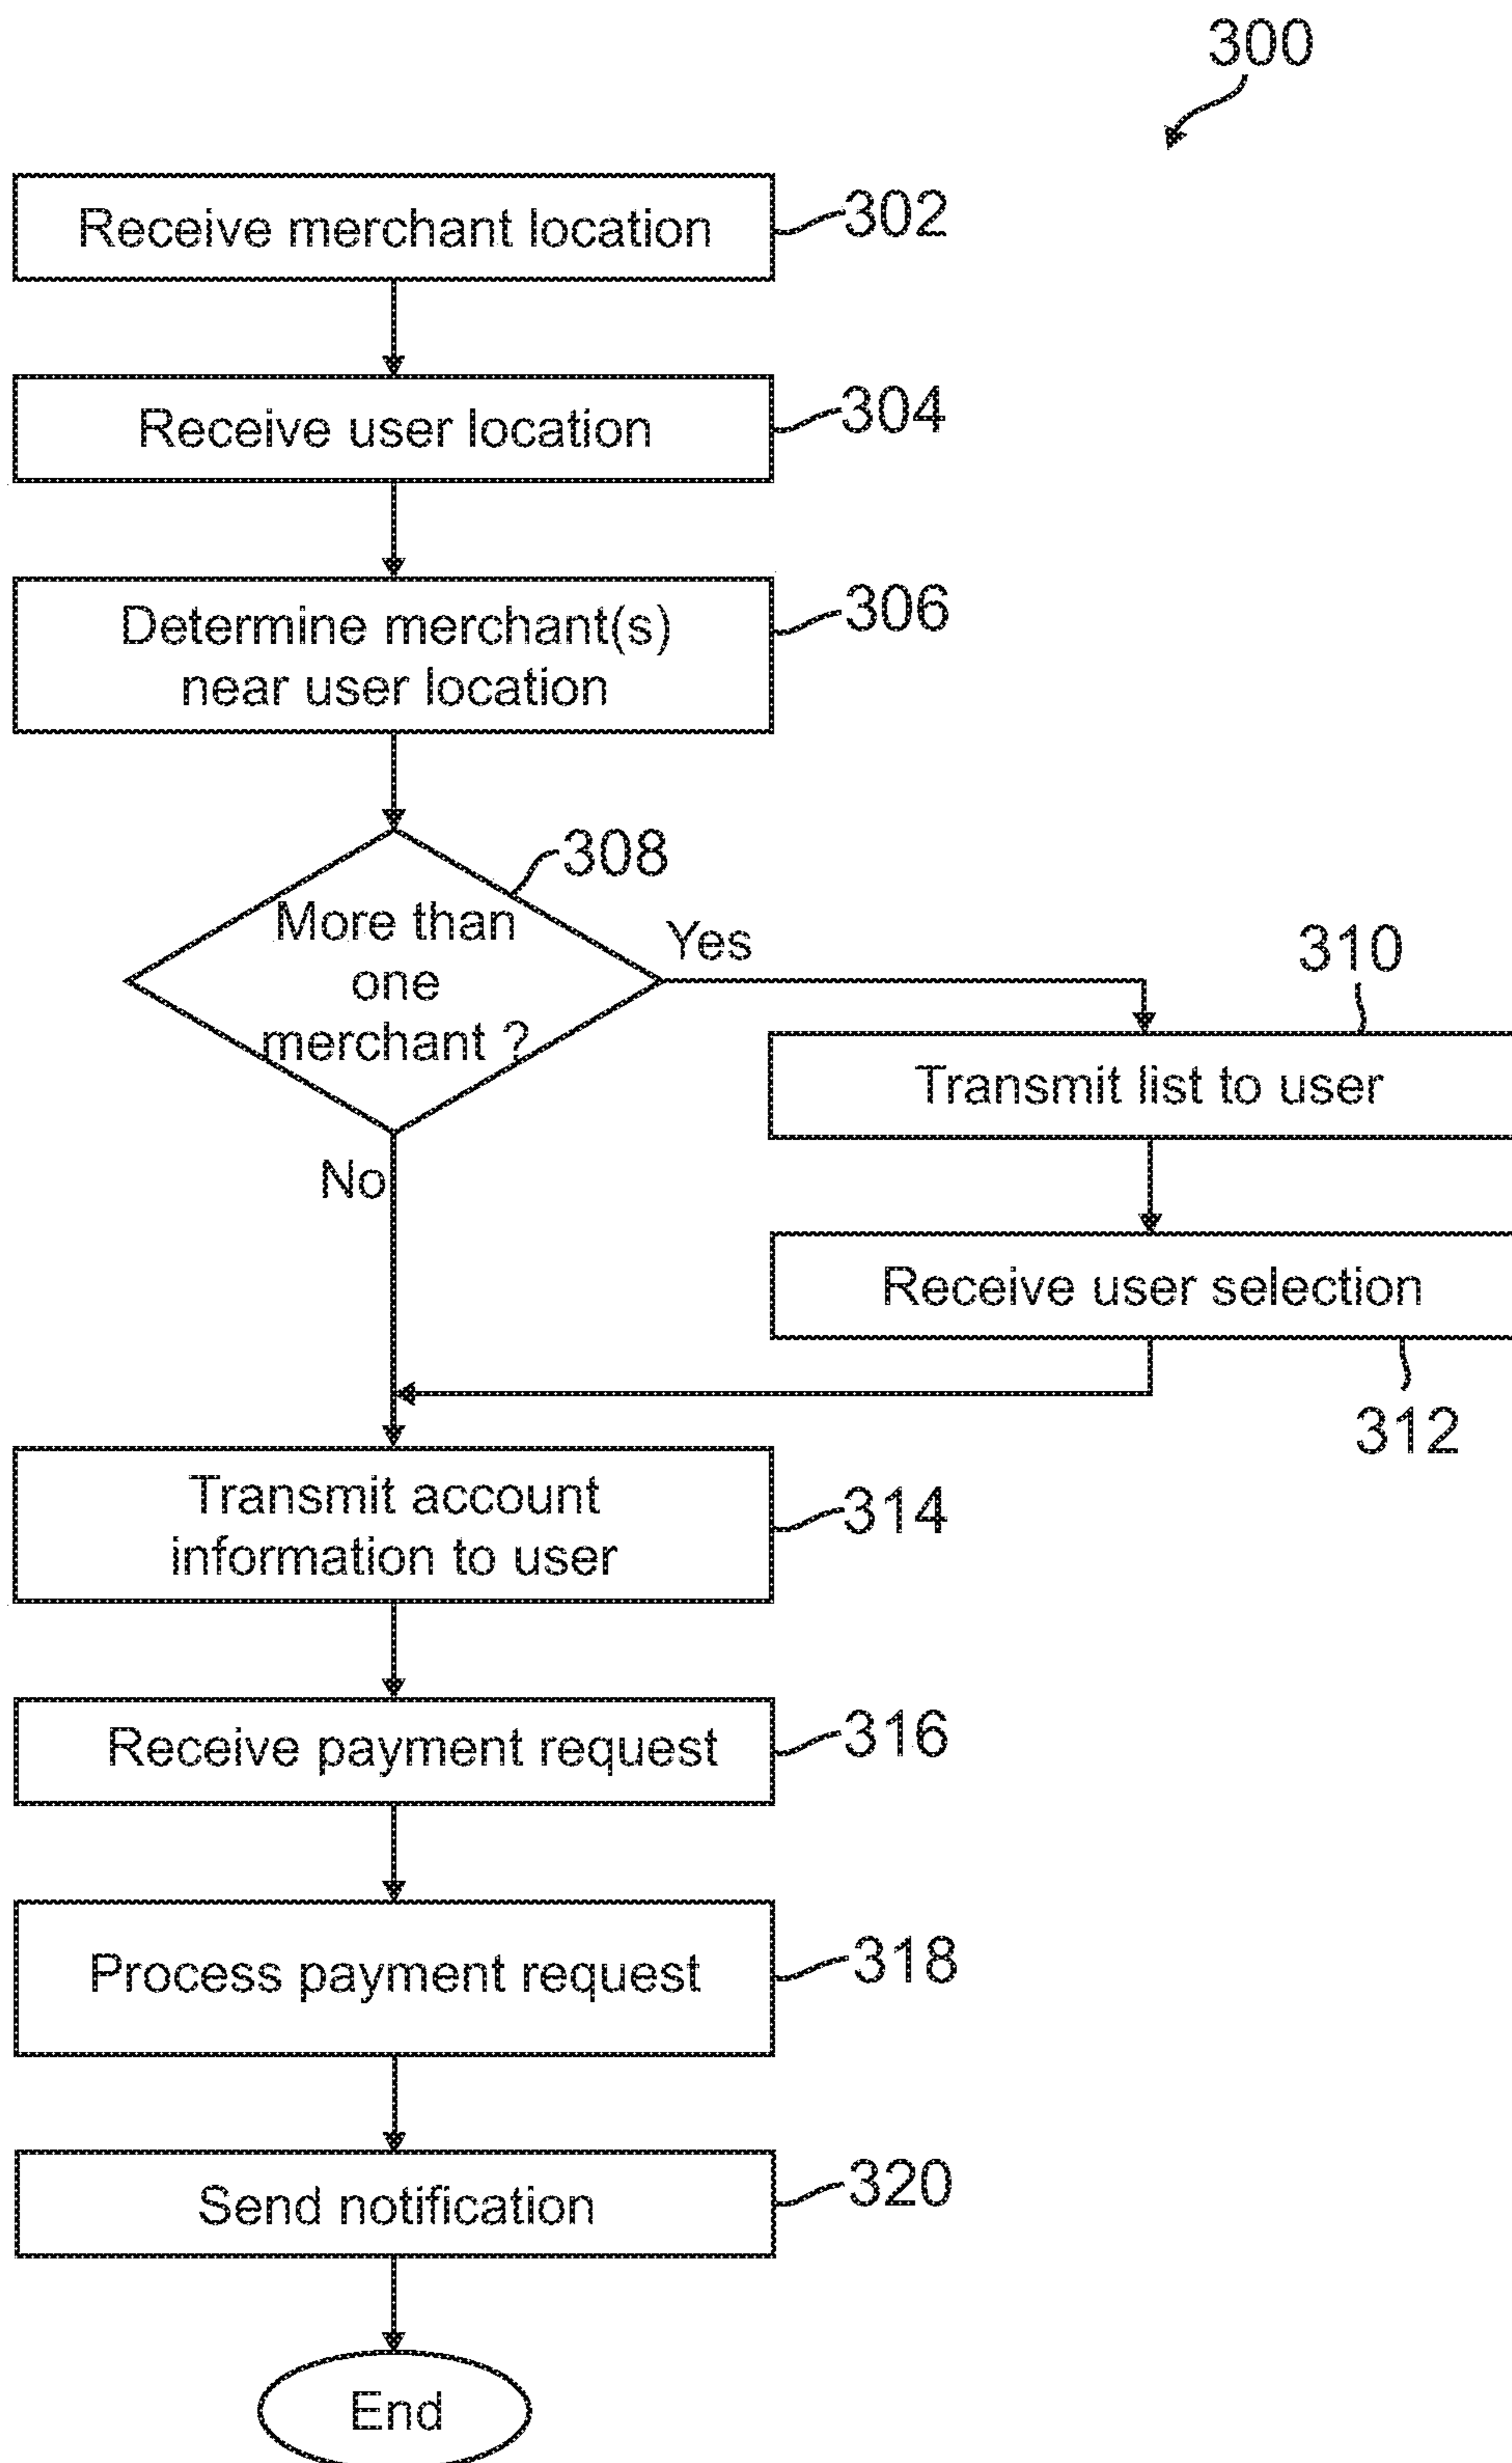 300
Receive merchant location
302
Receive user location
304
Determine merchant(s)
near user location
306
308
More than
one
merchant ?
Yes
No
310
Transmit list to user
Receive user selection
312
Transmit account
information to user
314
Receive payment request
316
Process payment request
318
Send notification
320
End